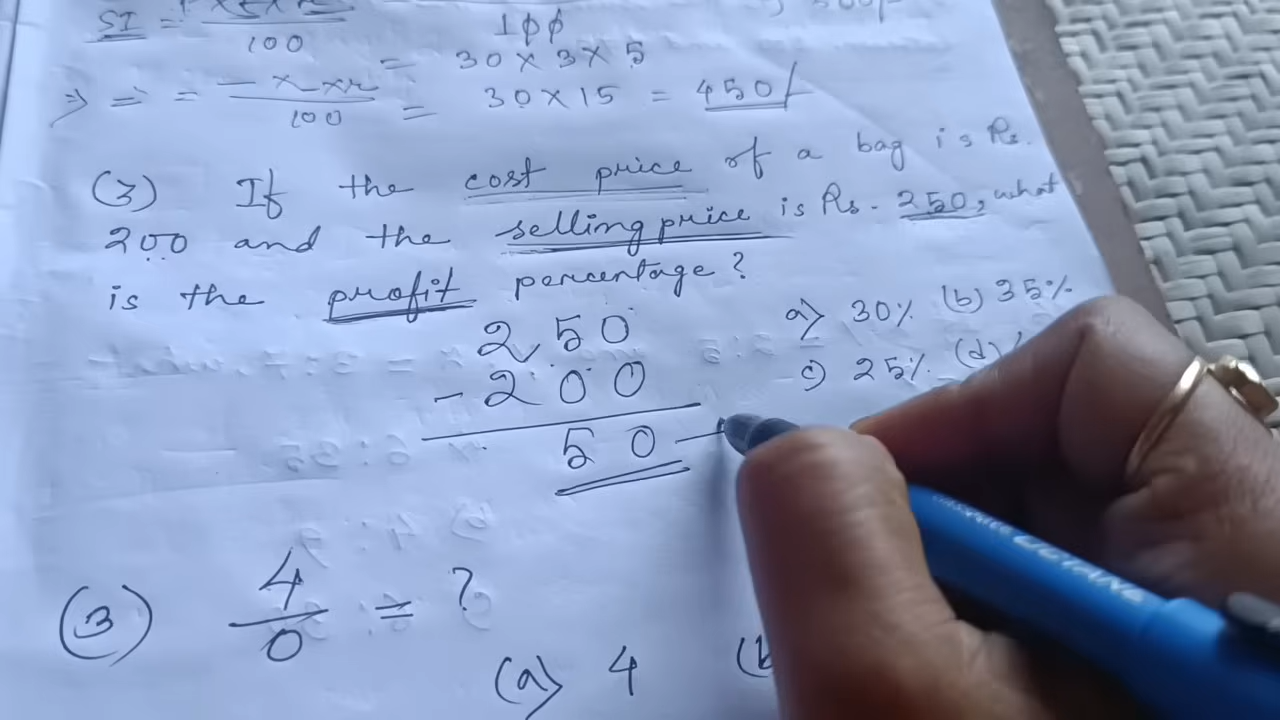 SI =
100
100
= 30 × 3 × 5
⇒ = = — × ×r
100
= 30 × 15 = 450/
(3) If the cost price of a bag is Rs.
200 and the selling price is Rs. 250, what
is the profit percentage?
250
- 200
50 —
a) 30% (b) 35%
c) 25% (d)
(3) 4/0 = ?
(a) 4 (b
OCTANE